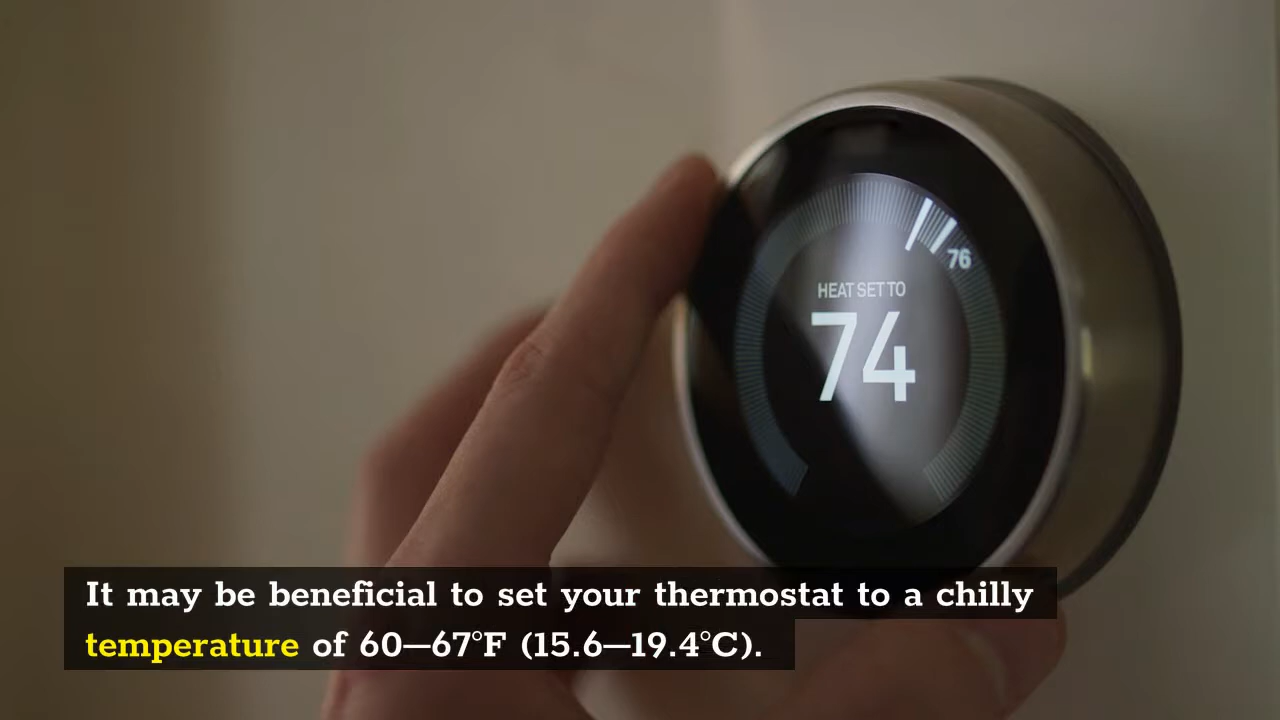 76
HEAT SET TO
74
It may be beneficial to set your thermostat to a chilly
temperature of 60—67°F (15.6—19.4°C).